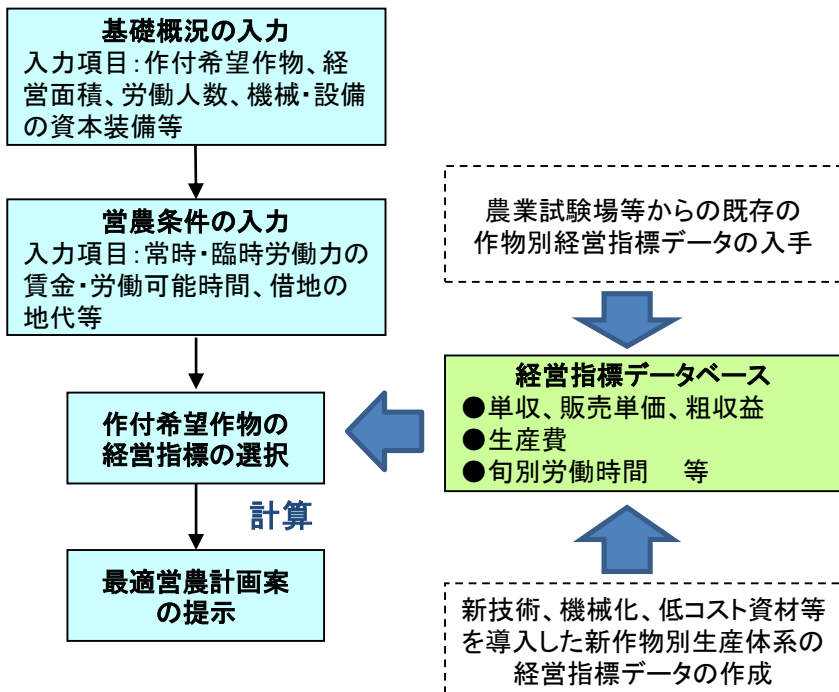 基礎概況の入力
入力項目：作付希望作物、経
営面積、労働人数、機械・設備
の資本装備等
営農条件の入力
入力項目：常時・臨時労働力の
賃金・労働可能時間、借地の
地代等
作付希望作物の
経営指標の選択
計算
最適営農計画案
の提示
農業試験場等からの既存の
作物別経営指標データの入手
経営指標データベース
●単収、販売単価、粗収益
●生産費
●旬別労働時間　等
新技術、機械化、低コスト資材等
を導入した新作物別生産体系の
経営指標データの作成